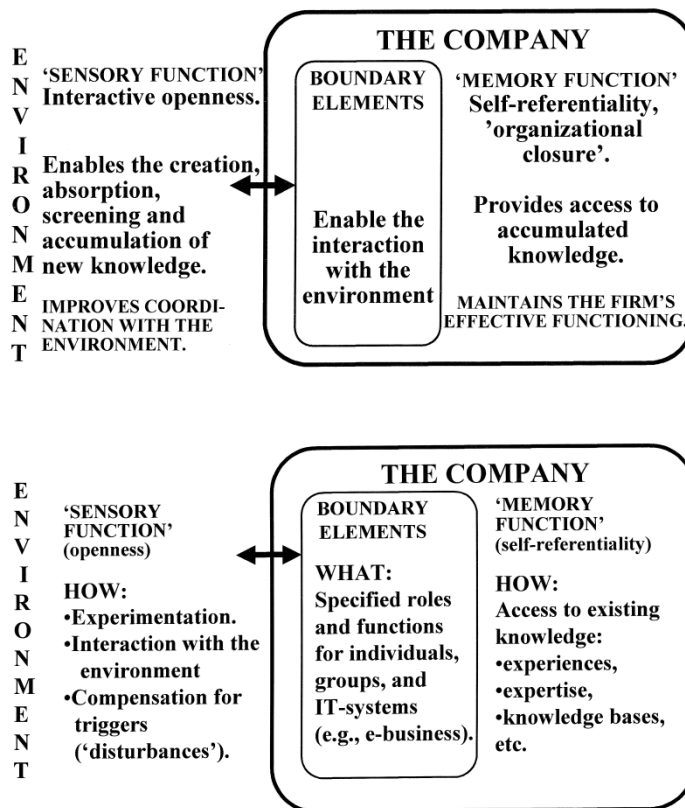 ENVIRONMENT
‘SENSORY FUNCTION’
Interactive openness.
Enables the creation,
absorption,
screening and
accumulation of
new knowledge.
IMPROVES COORDI-
NATION WITH THE
ENVIRONMENT.
THE COMPANY
BOUNDARY
ELEMENTS
Enable the
interaction
with the
environment
‘MEMORY FUNCTION’
Self-referentiality,
’organizational
closure’.
Provides access to
accumulated
knowledge.
MAINTAINS THE FIRM’S
EFFECTIVE FUNCTIONING.
ENVIRONMENT
‘SENSORY
FUNCTION’
(openness)
HOW:
•Experimentation.
•Interaction with the
environment
•Compensation for
triggers
(‘disturbances’).
THE COMPANY
BOUNDARY
ELEMENTS
WHAT:
Specified roles
and functions
for individuals,
groups, and
IT-systems
(e.g., e-business).
‘MEMORY
FUNCTION’
(self-referentiality)
HOW:
Access to existing
knowledge:
•experiences,
•expertise,
•knowledge bases,
etc.